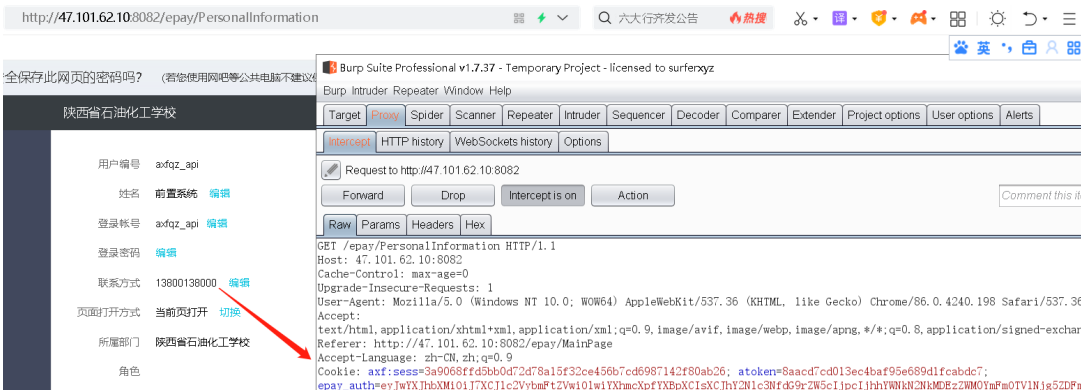 http://47.101.62.10:8082/epay/PersonalInformation
六大行齐发公告
热搜
译
英
全保存此网页的密码吗? (若您使用网吧等公共电脑不建议
陕西省石油化工学校
用户编号 axfqz_api
姓名 前置系统 编辑
登录帐号 axfqz_api 编辑
登录密码 编辑
联系方式 13800138000 编辑
页面打开方式 当前页打开 切换
所属部门 陕西省石油化工学校
角色
Burp Suite Professional v1.7.37 - Temporary Project - licensed to surferxyz
Burp Intruder Repeater Window Help
Target Proxy Spider Scanner Repeater Intruder Sequencer Decoder Comparer Extender Project options User options Alerts
Intercept HTTP history WebSockets history Options
Request to http://47.101.62.10:8082
Forward Drop Intercept is on Action Comment this it
Raw Params Headers Hex
GET /epay/PersonalInformation HTTP/1.1
Host: 47.101.62.10:8082
Cache-Control: max-age=0
Upgrade-Insecure-Requests: 1
User-Agent: Mozilla/5.0 (Windows NT 10.0; WOW64) AppleWebKit/537.36 (KHTML, like Gecko) Chrome/86.0.4240.198 Safari/537.36
Accept:
text/html,application/xhtml+xml,application/xml;q=0.9,image/avif,image/webp,image/apng,*/*;q=0.8,application/signed-exchan
Referer: http://47.101.62.10:8082/epay/MainPage
Accept-Language: zh-CN,zh;q=0.9
Cookie: axf:sess=3a9068ffd5bb0d72d78a15f32ce456b7cd6987142f80ab26; atoken=8aacd7cd013ec4baf95e689d1fcabdc7;